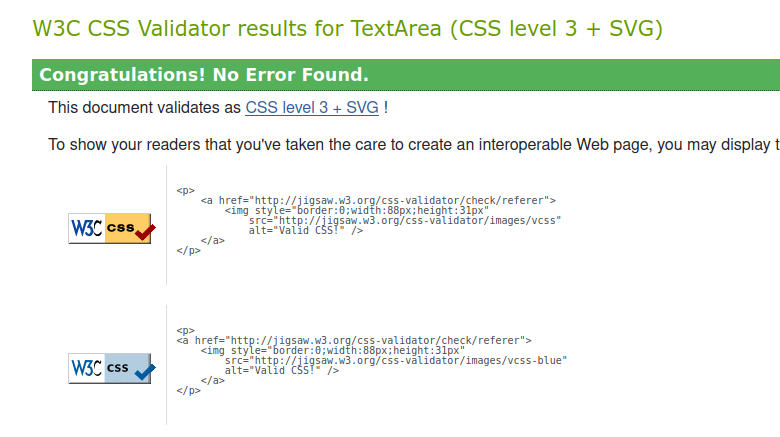 W3C CSS Validator results for TextArea (CSS level 3 + SVG)
Congratulations! No Error Found.
This document validates as CSS level 3 + SVG !
To show your readers that you've taken the care to create an interoperable Web page, you may display t
W3C css
<p>
    <a href="http://jigsaw.w3.org/css-validator/check/referer">
        <img style="border:0;width:88px;height:31px"
            src="http://jigsaw.w3.org/css-validator/images/vcss"
            alt="Valid CSS!" />
    </a>
</p>
W3C css
<p>
<a href="http://jigsaw.w3.org/css-validator/check/referer">
    <img style="border:0;width:88px;height:31px"
        src="http://jigsaw.w3.org/css-validator/images/vcss-blue"
        alt="Valid CSS!" />
    </a>
</p>